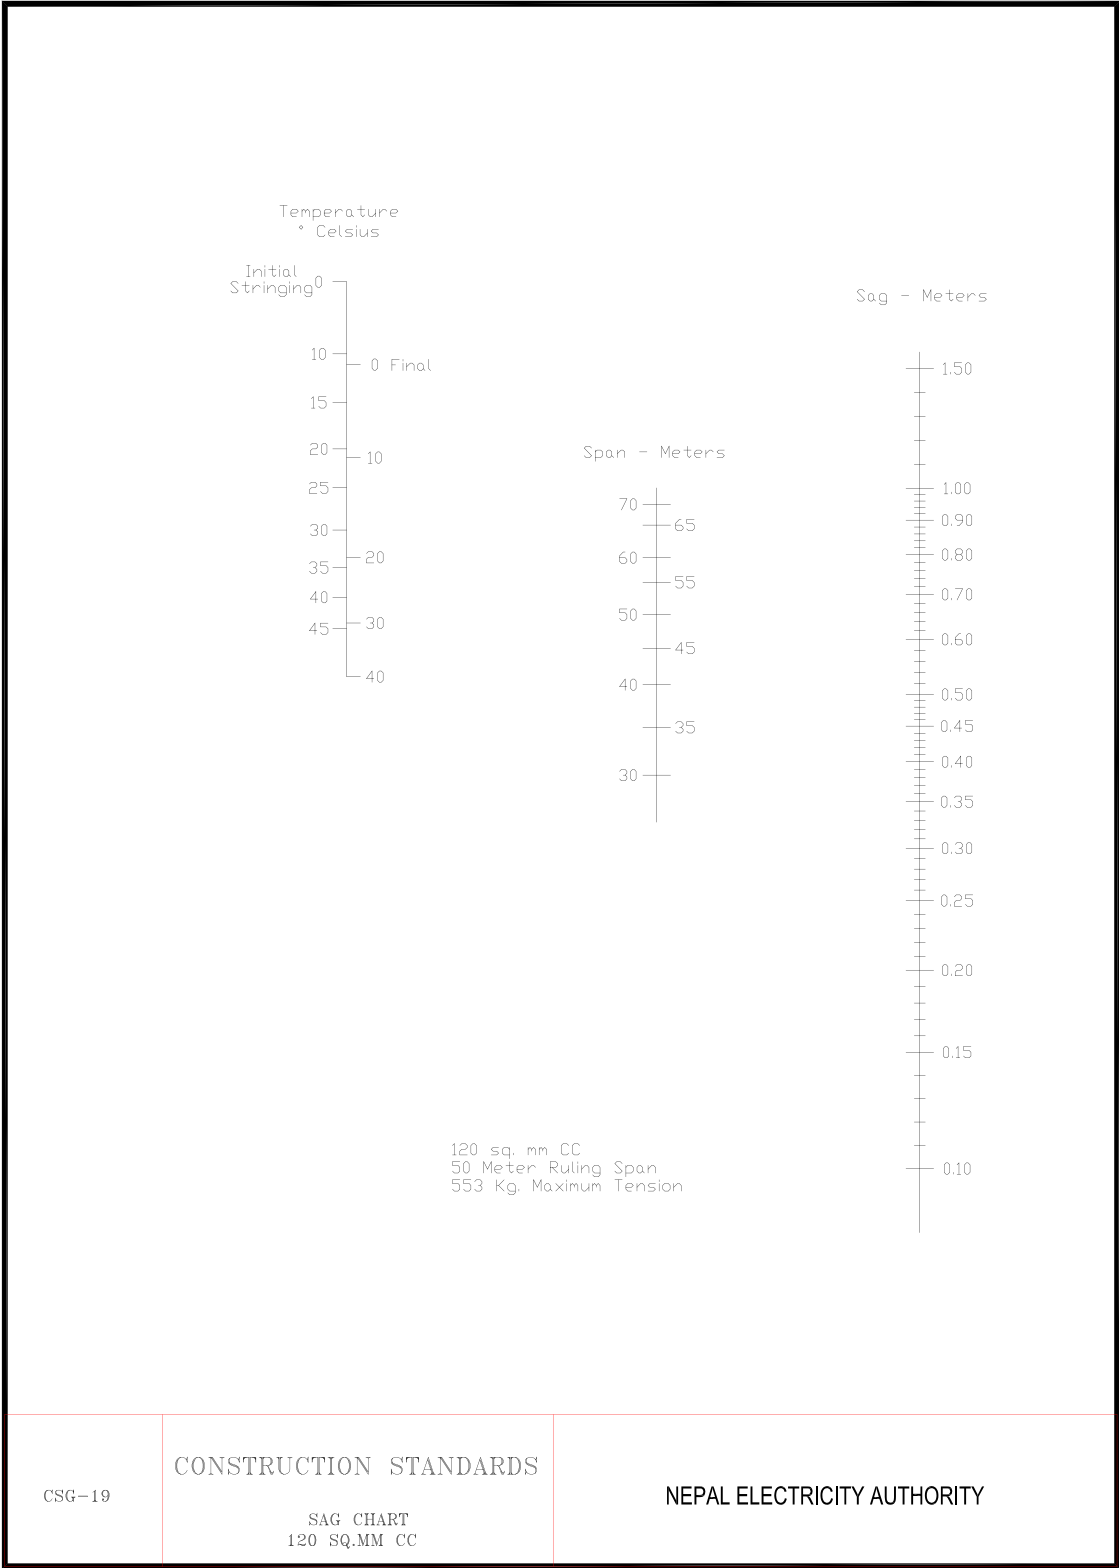 Temperature
° Celsius
Initial
Stringing
0
10
15
20
25
30
35
40
45
0 Final
10
20
30
40
Span - Meters
70
65
60
55
50
45
40
35
30
Sag - Meters
1.50
1.00
0.90
0.80
0.70
0.60
0.50
0.45
0.40
0.35
0.30
0.25
0.20
0.15
0.10
120 sq. mm CC
50 Meter Ruling Span
553 Kg. Maximum Tension
CSG-19
CONSTRUCTION STANDARDS
SAG CHART
120 SQ.MM CC
NEPAL ELECTRICITY AUTHORITY